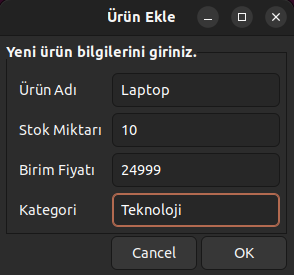 Ürün Ekle
Yeni ürün bilgilerini giriniz.
Ürün Adı Laptop
Stok Miktarı 10
Birim Fiyatı 24999
Kategori Teknoloji
Cancel OK